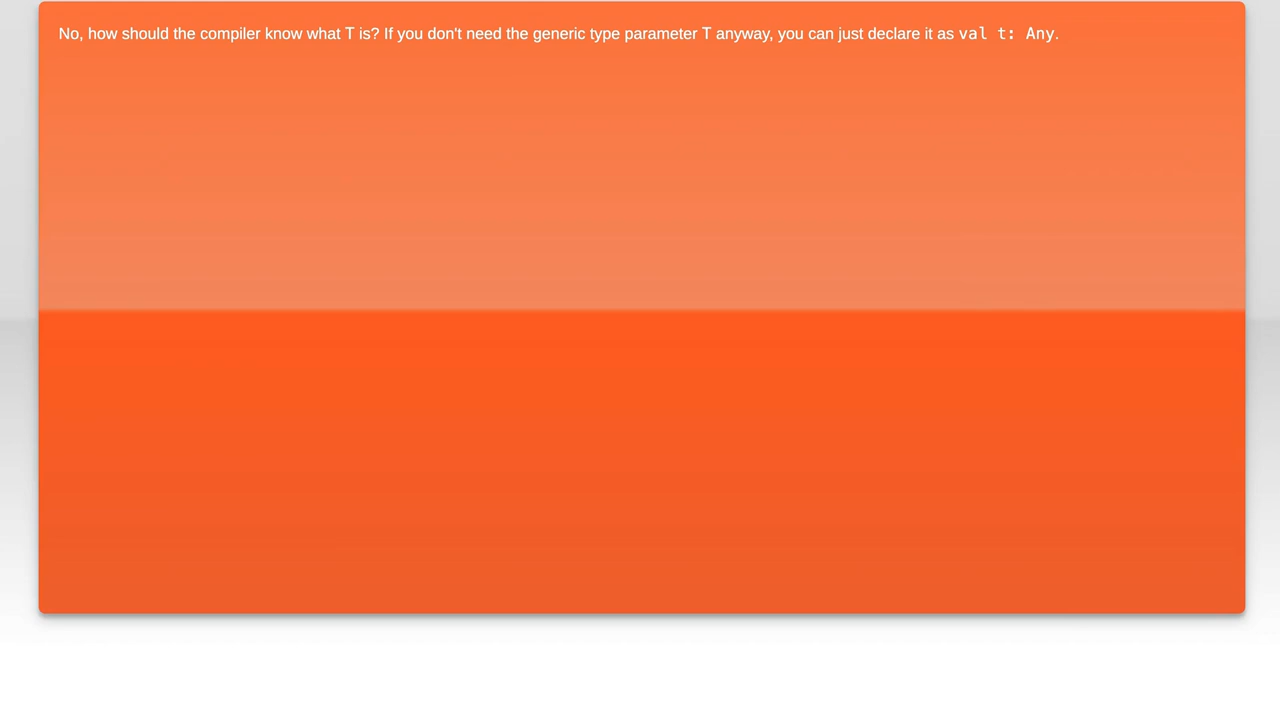 No, how should the compiler know what T is? If you don't need the generic type parameter T anyway, you can just declare it as val t: Any.